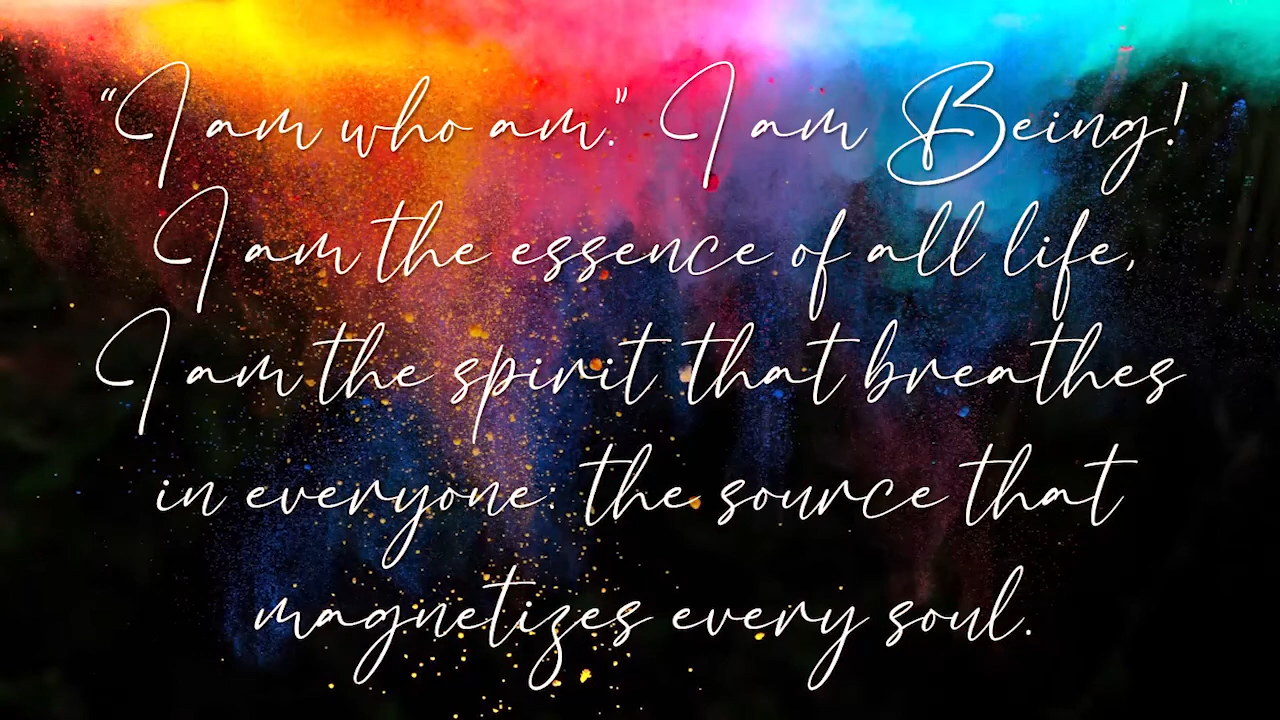 "I am who am." I am Being!
I am the essence of all life,
I am the spirit that breathes
in everyone: the source that
magnetizes every soul.